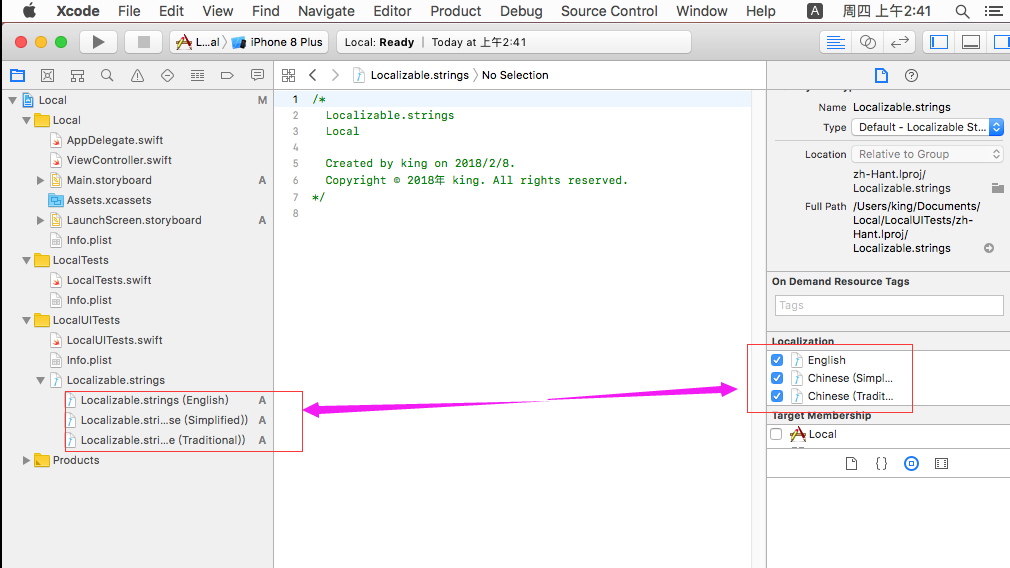 Xcode File Edit View Find Navigate Editor Product Debug Source Control Window Help A 周四 上午2:41
L...al 〉 iPhone 8 Plus Local: Ready | Today at 上午2:41
Localizable.strings 〉 No Selection
Local M
Local
AppDelegate.swift
ViewController.swift
Main.storyboard A
Assets.xcassets
LaunchScreen.storyboard A
Info.plist
LocalTests
LocalTests.swift
Info.plist
LocalUITests
LocalUITests.swift
Info.plist
Localizable.strings
Localizable.strings (English) A
Localizable.stri...se (Simplified)) A
Localizable.stri...e (Traditional)) A
Products
1 /*
2 Localizable.strings
3 Local
4
5 Created by king on 2018/2/8.
6 Copyright © 2018年 king. All rights reserved.
7 */
8
Name Localizable.strings
Type Default - Localizable St...
Location Relative to Group
zh-Hant.lproj/
Localizable.strings
Full Path /Users/king/Documents/
Local/LocalUITests/zh-
Hant.lproj/
Localizable.strings
On Demand Resource Tags
Tags
Localization
English
Chinese (Simpl...
Chinese (Tradit...
Target Membership
Local